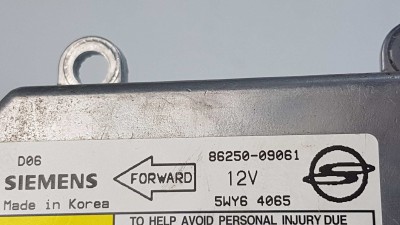 D06
86250-09061
SIEMENS
FORWARD
12V
Made in Korea
5WY6 4065
TO HELP AVOID PERSONAL INJURY DUE